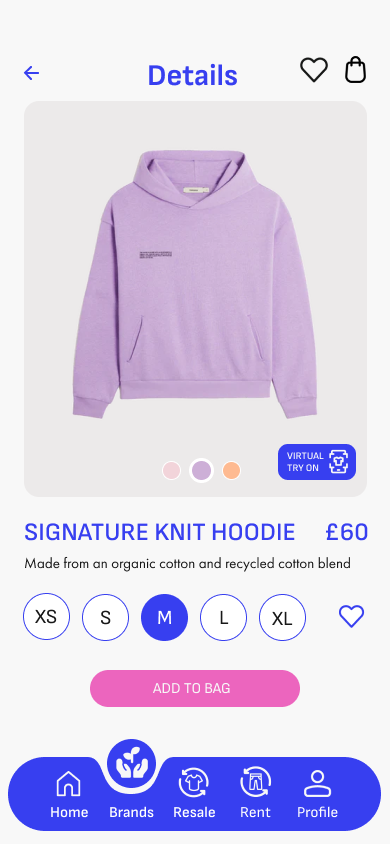 Details
VIRTUAL
TRY ON
SIGNATURE KNIT HOODIE £60
Made from an organic cotton and recycled cotton blend
XS S M L XL
ADD TO BAG
Home Brands Resale Rent Profile